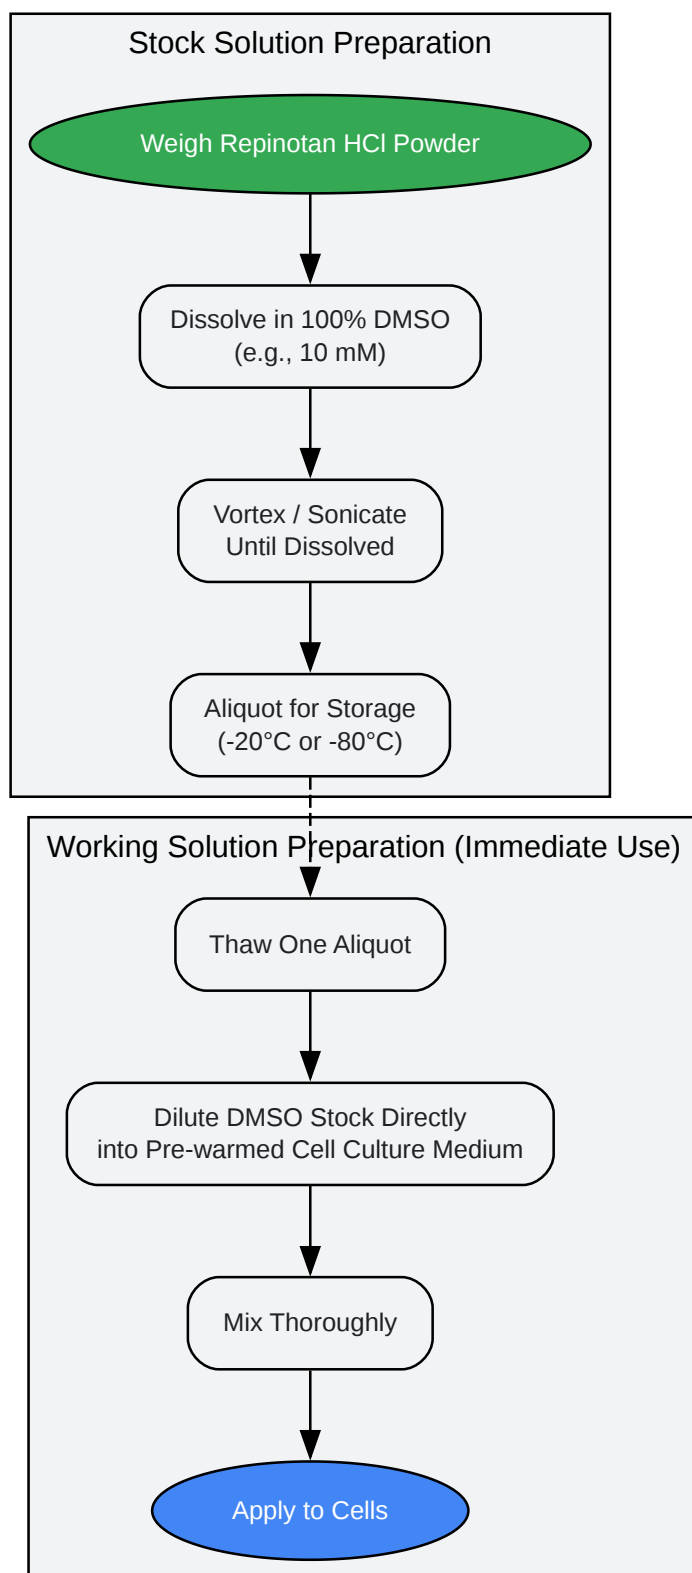 Stock Solution Preparation
Weigh Repinotan HCl Powder
Dissolve in 100% DMSO
(e.g., 10 mM)
Vortex / Sonicate
Until Dissolved
Aliquot for Storage
(-20°C or -80°C)
Working Solution Preparation (Immediate Use)
Thaw One Aliquot
Dilute DMSO Stock Directly
into Pre-warmed Cell Culture Medium
Mix Thoroughly
Apply to Cells